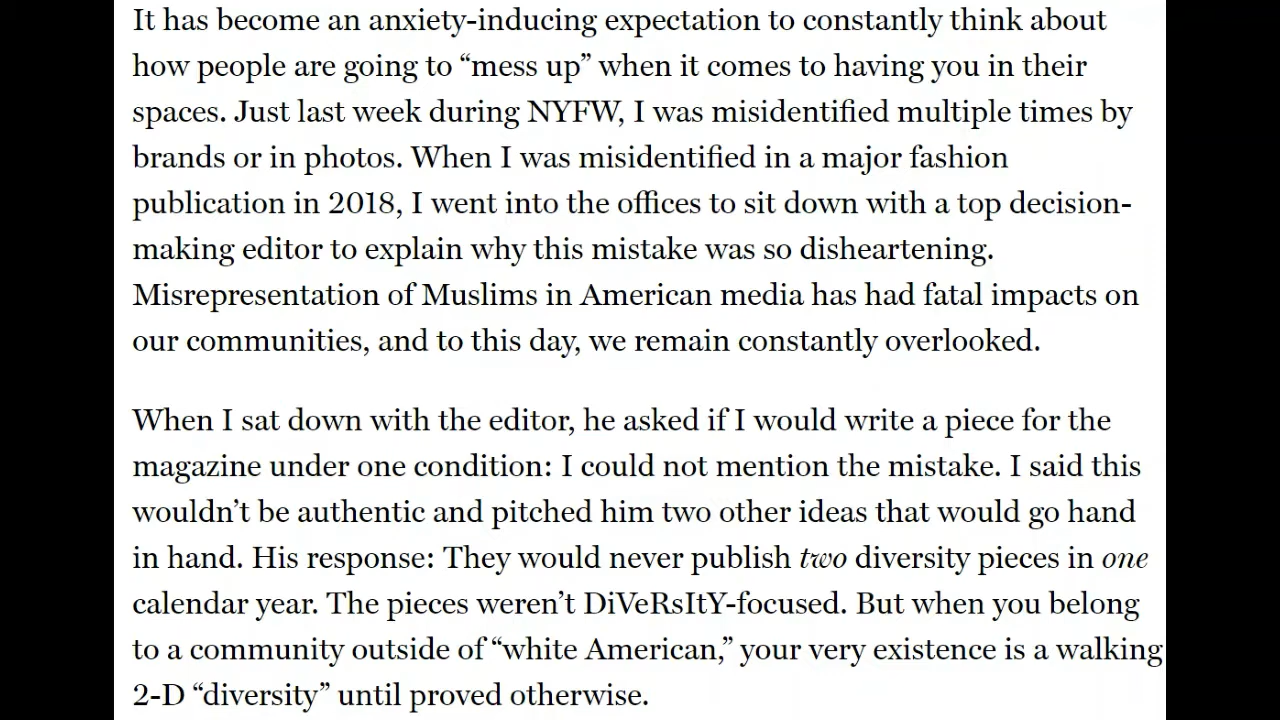 It has become an anxiety-inducing expectation to constantly think about
how people are going to “mess up” when it comes to having you in their
spaces. Just last week during NYFW, I was misidentified multiple times by
brands or in photos. When I was misidentified in a major fashion
publication in 2018, I went into the offices to sit down with a top decision-
making editor to explain why this mistake was so disheartening.
Misrepresentation of Muslims in American media has had fatal impacts on
our communities, and to this day, we remain constantly overlooked.
When I sat down with the editor, he asked if I would write a piece for the
magazine under one condition: I could not mention the mistake. I said this
wouldn’t be authentic and pitched him two other ideas that would go hand
in hand. His response: They would never publish two diversity pieces in one
calendar year. The pieces weren’t DiVeRsItY-focused. But when you belong
to a community outside of “white American,” your very existence is a walking
2-D “diversity” until proved otherwise.